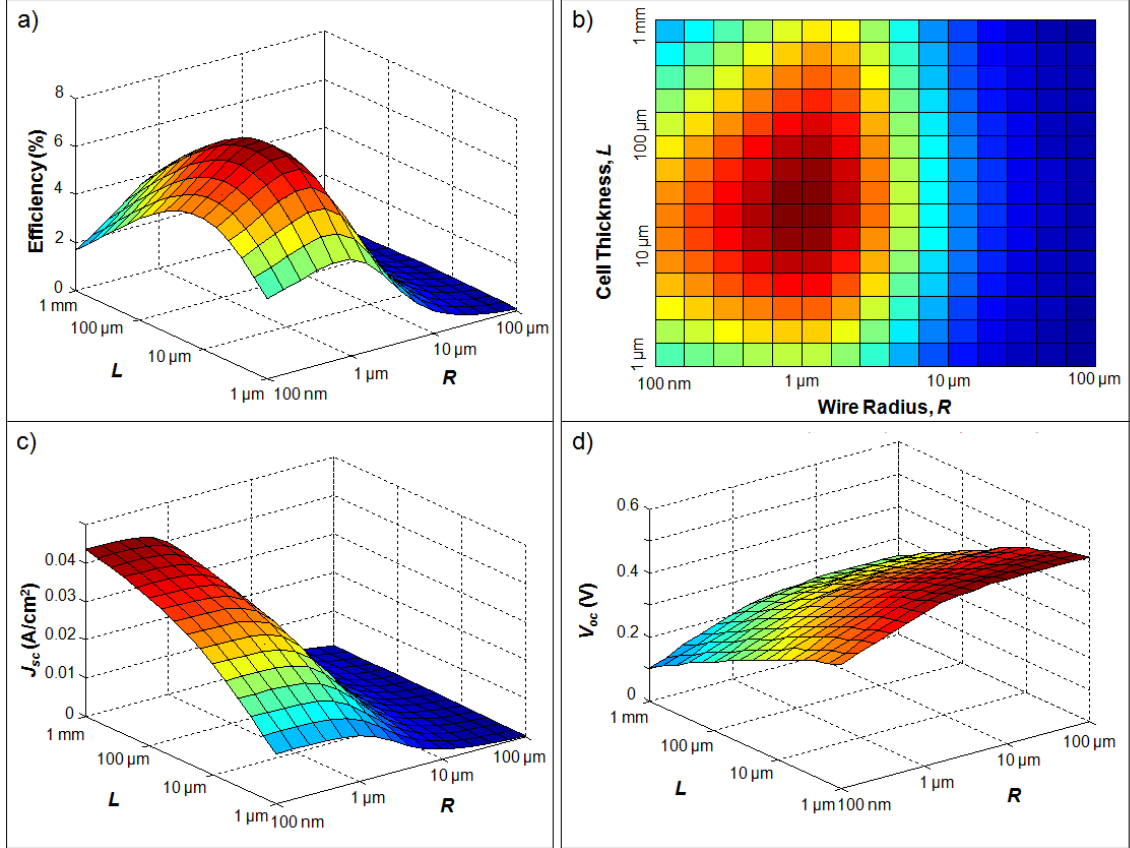 a)
Efficiency (%)
8
6
4
2
0
1 mm
100 µm
10 µm
1 µm
L
100 nm
1 µm
10 µm
100 µm
R
b)
Cell Thickness, L
1 mm
100 µm
10 µm
1 µm
100 nm
1 µm
10 µm
100 µm
Wire Radius, R
c)
Jsc (A/cm²)
0.04
0.03
0.02
0.01
0
1 mm
100 µm
10 µm
1 µm
L
100 nm
1 µm
10 µm
100 µm
R
d)
Voc (V)
0.6
0.4
0.2
0
1 mm
100 µm
10 µm
1 µm
L
100 nm
1 µm
10 µm
100 µm
R